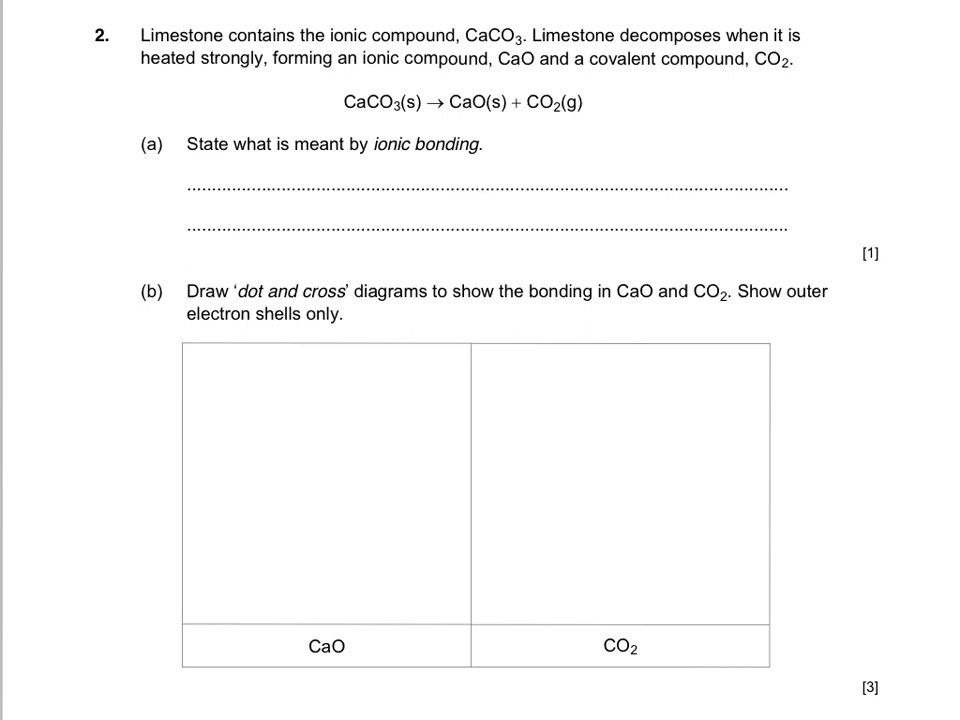 2. Limestone contains the ionic compound, CaCO₃. Limestone decomposes when it is
heated strongly, forming an ionic compound, CaO and a covalent compound, CO₂.
CaCO₃(s) → CaO(s) + CO₂(g)
(a) State what is meant by ionic bonding.
[1]
(b) Draw ‘dot and cross’ diagrams to show the bonding in CaO and CO₂. Show outer
electron shells only.
CaO CO₂
[3]